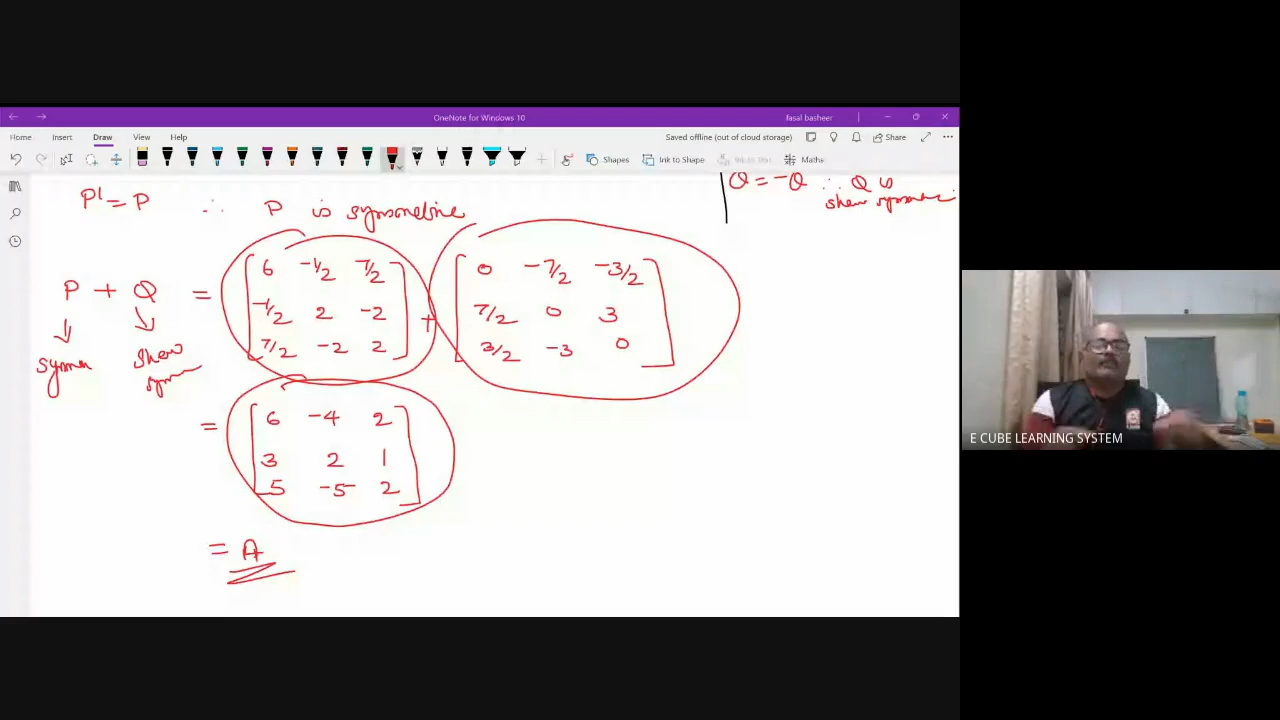 OneNote for Windows 10
fasal basheer
Home Insert Draw View Help
Saved offline (out of cloud storage)
Share
Shapes
Ink to Shape
Maths
P' = P ∴ P is symmetric
Q = -Q ∴ Q is
skew symmetric
P + Q = [6 -1/2 7/2
-1/2 2 -2
7/2 -2 2] + [0 -7/2 -3/2
7/2 0 3
3/2 -3 0]
symm
skew
symm
= [6 -4 2
3 2 1
5 -5 2]
= A
E CUBE LEARNING SYSTEM